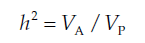 h² = V_A / V_P